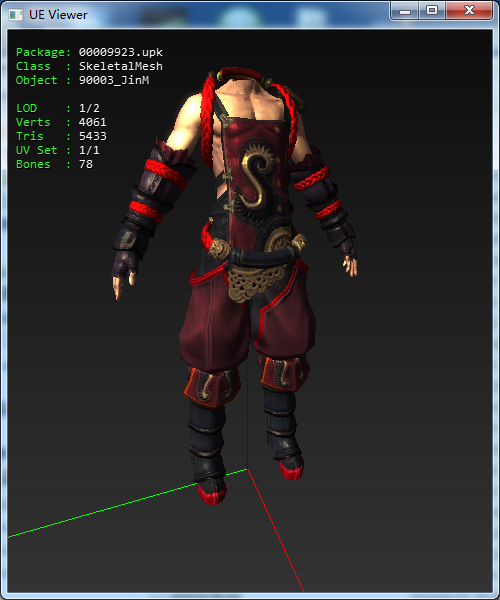 UE Viewer
Package: 00009923.upk
Class : SkeletalMesh
Object : 90003_JinM
LOD : 1/2
Verts : 4061
Tris : 5433
UV Set : 1/1
Bones : 78